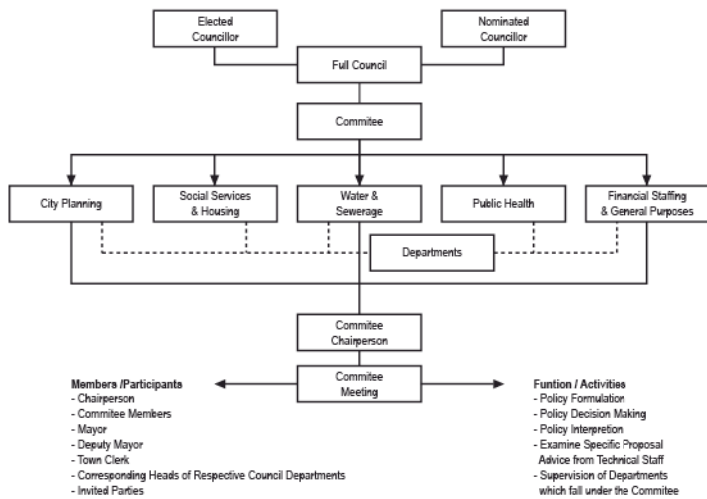 Elected
Councillor
Nominated
Councillor
Full Council
Commitee
City Planning
Social Services
& Housing
Water &
Sewerage
Public Health
Financial Staffing
& General Purposes
Departments
Commitee
Chairperson
Commitee
Meeting
Members /Participants
- Chairperson
- Commitee Members
- Mayor
- Deputy Mayor
- Town Clerk
- Corresponding Heads of Respective Council Departments
- Invited Parties
Funtion / Activities
- Policy Formulation
- Policy Decision Making
- Policy Interpretion
- Examine Specific Proposal
Advice from Technical Staff
- Supervision of Departments
which fall under the Commitee